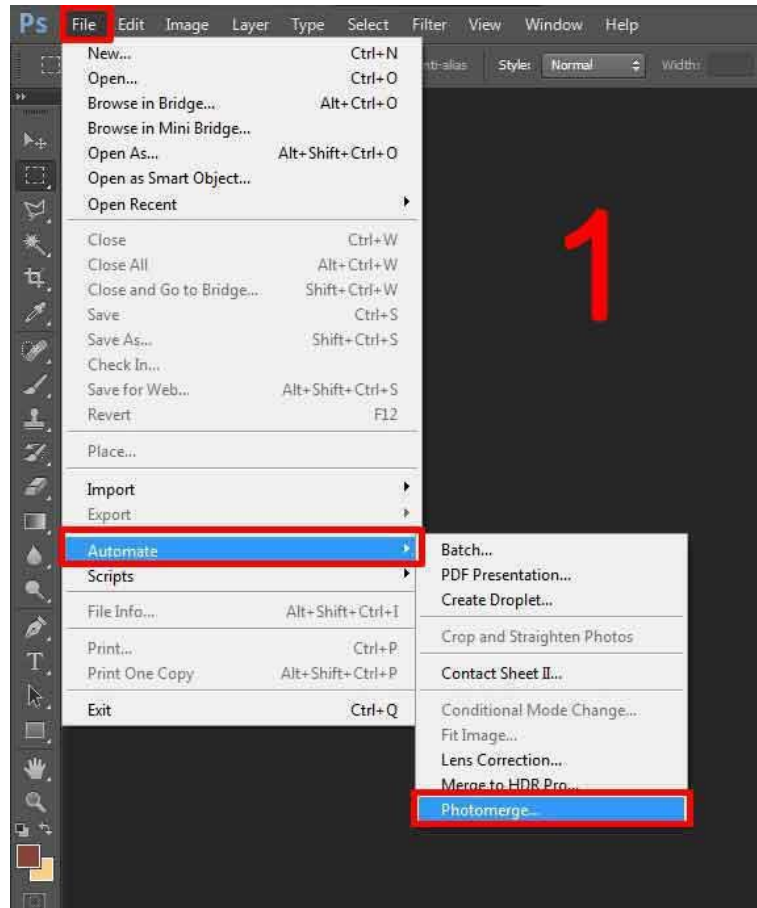 Ps File Edit Image Layer Type Select Filter View Window Help
Style: Normal Width:
New... Ctrl+N
Open... Ctrl+O
Browse in Bridge... Alt+Ctrl+O
Browse in Mini Bridge...
Open As... Alt+Shift+Ctrl+O
Open as Smart Object...
Open Recent
Close Ctrl+W
Close All Alt+Ctrl+W
Close and Go to Bridge... Shift+Ctrl+W
Save Ctrl+S
Save As... Shift+Ctrl+S
Check In...
Save for Web... Alt+Shift+Ctrl+S
Revert F12
Place...
Import
Export
Automate
Scripts
File Info... Alt+Shift+Ctrl+I
Print... Ctrl+P
Print One Copy Alt+Shift+Ctrl+P
Exit Ctrl+Q
1
Batch...
PDF Presentation...
Create Droplet...
Crop and Straighten Photos
Contact Sheet II...
Conditional Mode Change...
Fit Image...
Lens Correction...
Merge to HDR Pro...
Photomerge...